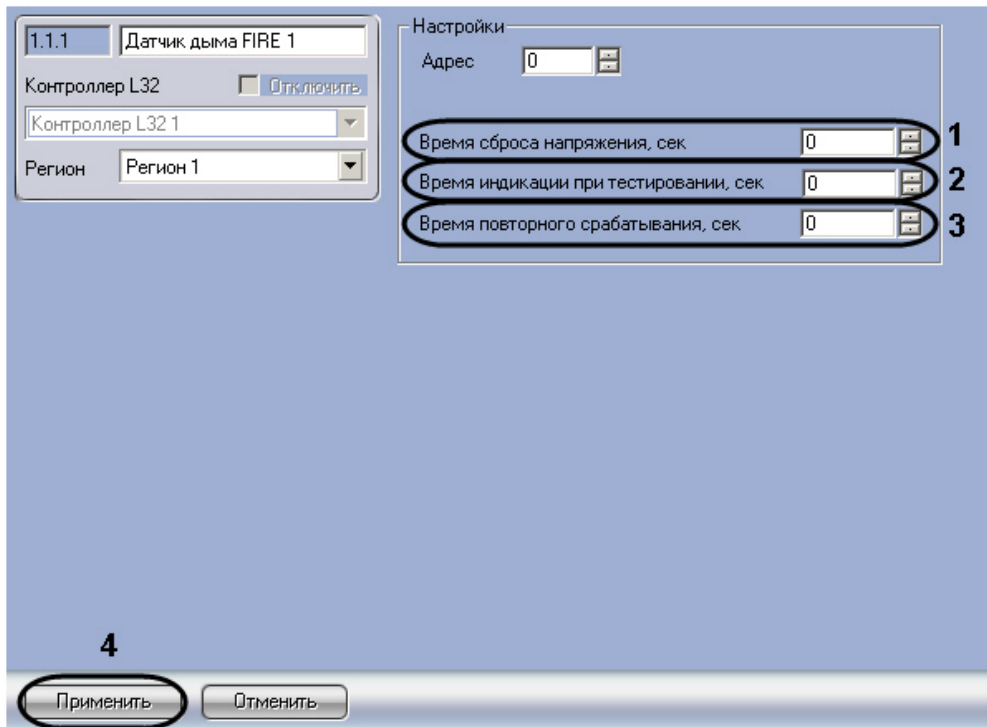 1.1.1 Датчик дыма FIRE 1
Контроллер L32 Отключить
Контроллер L32 1
Регион Регион 1
Настройки
Адрес 0
Время сброса напряжения, сек 0 1
Время индикации при тестировании, сек 0 2
Время повторного срабатывания, сек 0 3
4
Применить Отменить